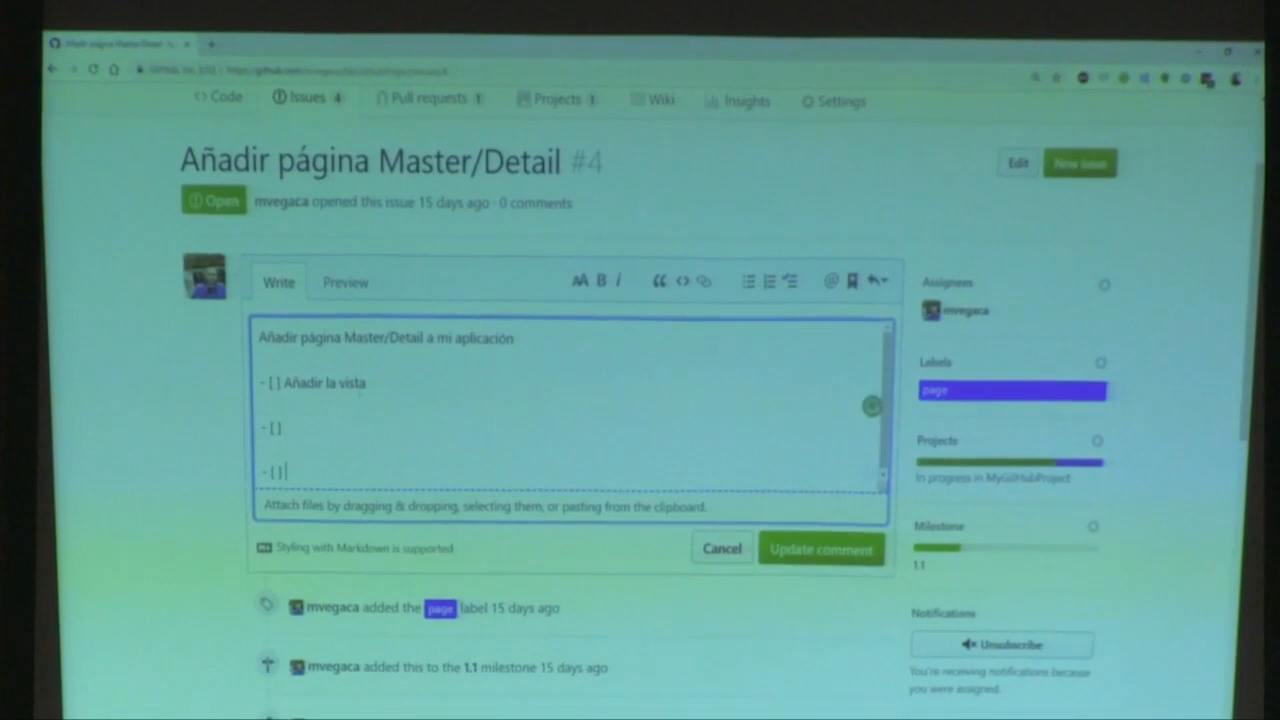 Añadir página Master/Detail
Code Issues 4 Pull requests 1 Projects 1 Wiki Insights Settings
Añadir página Master/Detail #4
Edit New issue
Open mvegaca opened this issue 15 days ago · 0 comments
Write Preview AA B i
Assignees
mvegaca
Añadir página Master/Detail a mi aplicación
- [ ] Añadir la vista
- [ ]
- [ ]
Attach files by dragging & dropping, selecting them, or pasting from the clipboard.
Styling with Markdown is supported
Cancel Update comment
Labels
page
Projects
In progress in MyGitHubProject
Milestone
1.1
Notifications
Unsubscribe
You're receiving notifications because
you were assigned.
mvegaca added the page label 15 days ago
mvegaca added this to the 1.1 milestone 15 days ago